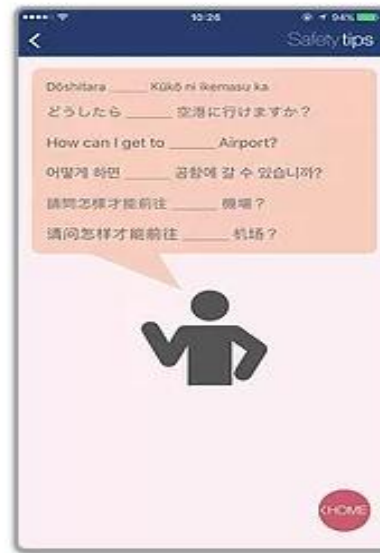 10:26
94%
Safety tips
Dōshitara ______ Kūkō ni ikemasu ka
どうしたら ______ 空港に行けますか？
How can I get to ______ Airport?
어떻게 하면 ______ 공항에 갈 수 있습니까?
請問怎樣才能前往 ______ 機場？
请问怎样才能前往 ______ 机场？
<HOME